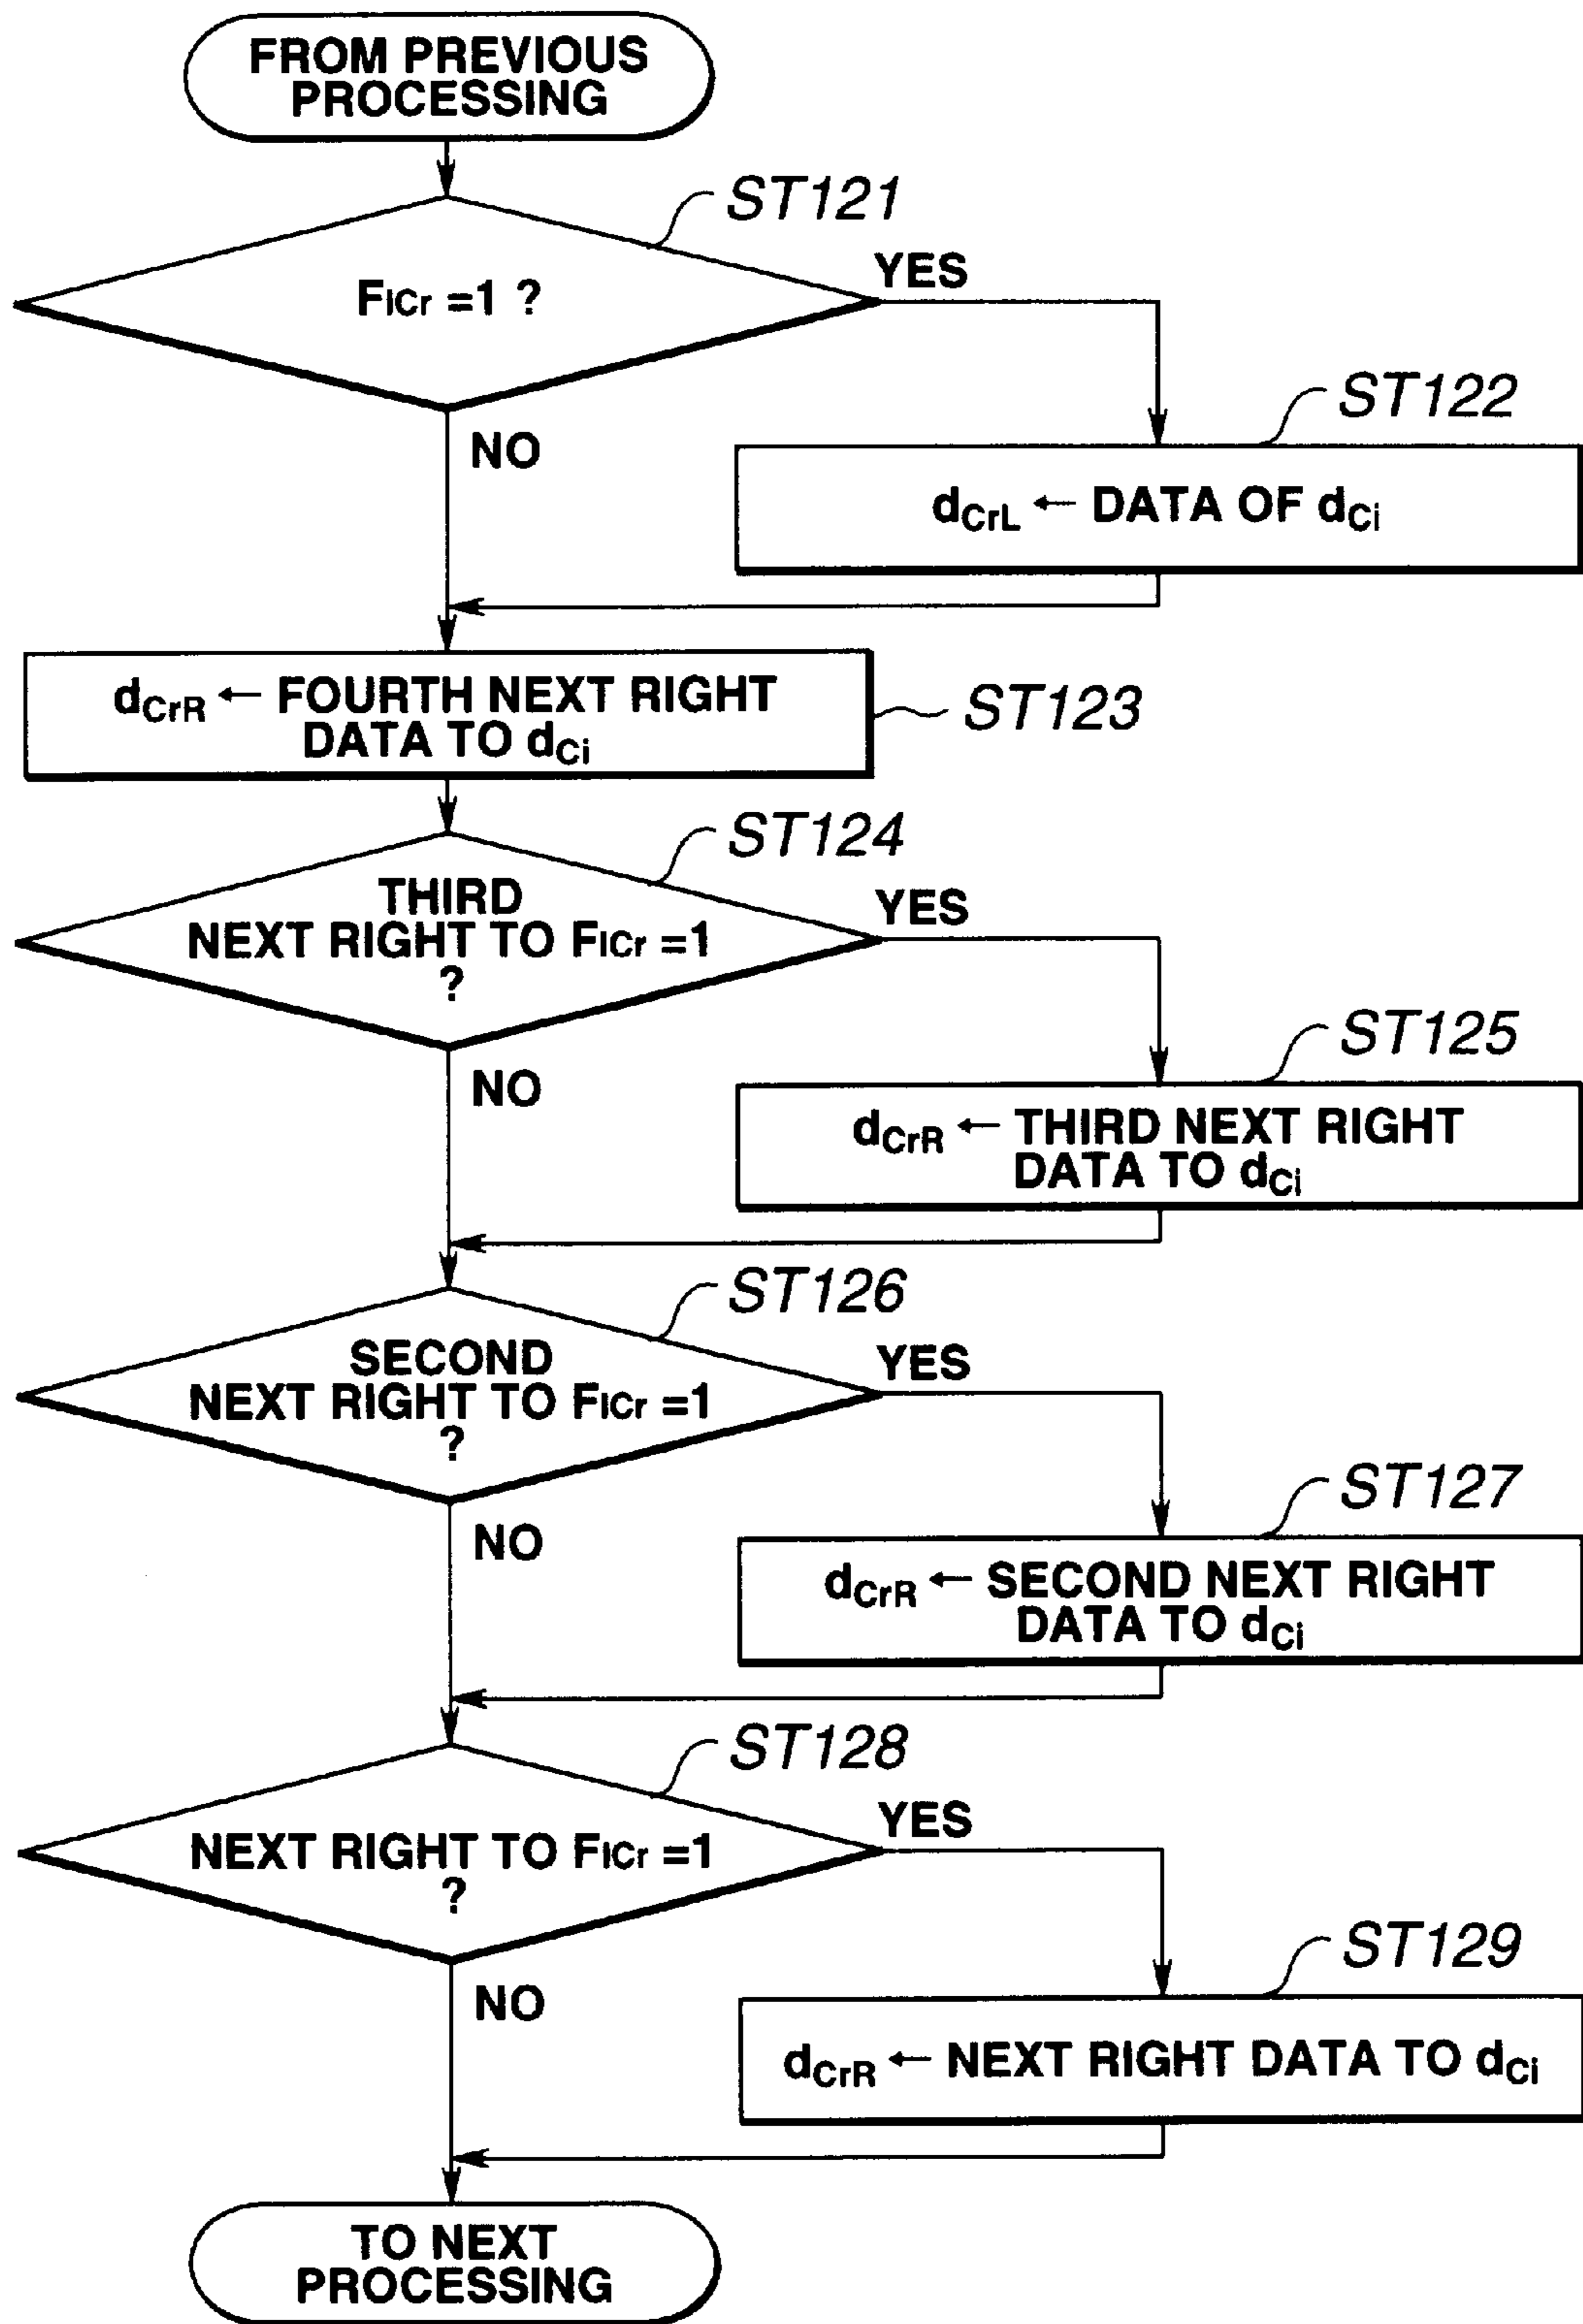 FROM PREVIOUS
PROCESSING
ST121
FICr =1 ?
YES
NO
ST122
dCrL ← DATA OF dCi
dCrR ← FOURTH NEXT RIGHT
DATA TO dCi
ST123
ST124
THIRD
NEXT RIGHT TO FICr =1
?
YES
NO
ST125
dCrR ← THIRD NEXT RIGHT
DATA TO dCi
ST126
SECOND
NEXT RIGHT TO FICr =1
?
YES
NO
ST127
dCrR ← SECOND NEXT RIGHT
DATA TO dCi
ST128
NEXT RIGHT TO FICr =1
?
YES
NO
ST129
dCrR ← NEXT RIGHT DATA TO dCi
TO NEXT
PROCESSING